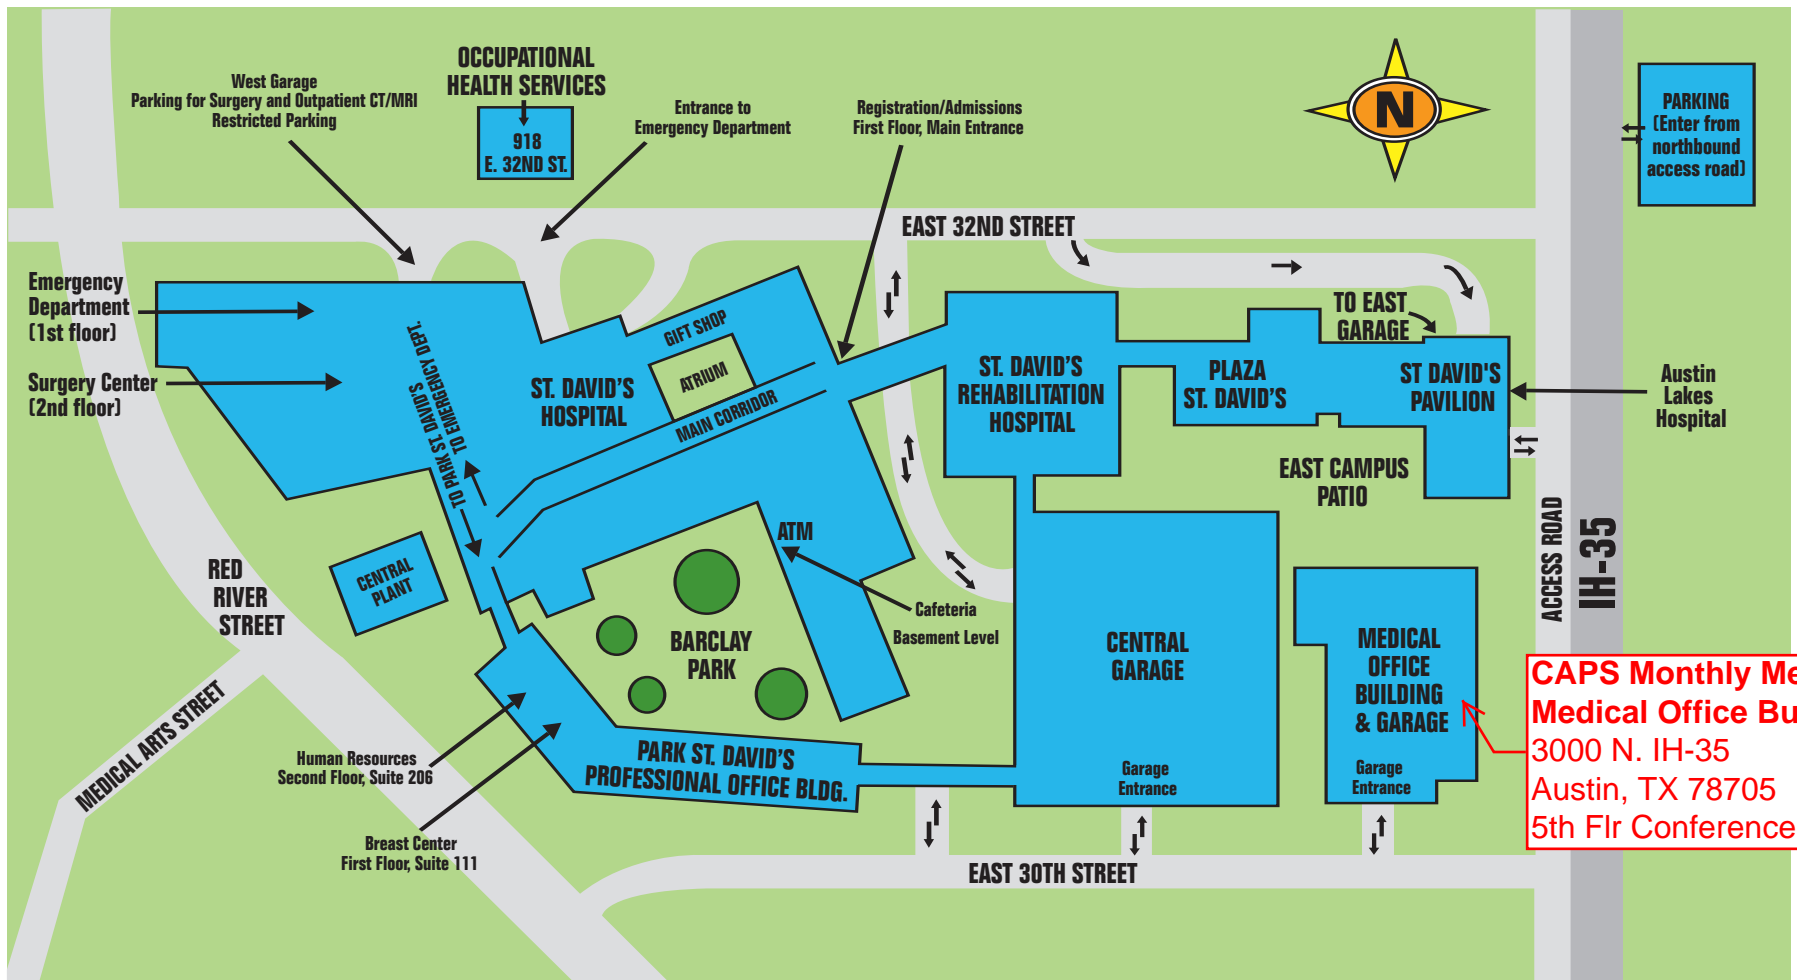 West Garage
Parking for Surgery and Outpatient CT/MRI
Restricted Parking
OCCUPATIONAL
HEALTH SERVICES
918
E. 32ND ST.
Entrance to
Emergency Department
Registration/Admissions
First Floor, Main Entrance
N
PARKING
(Enter from
northbound
access road)
EAST 32ND STREET
Emergency
Department
(1st floor)
Surgery Center
(2nd floor)
TO PARK ST. DAVID'S
TO EMERGENCY DEPT.
ST. DAVID'S
HOSPITAL
GIFT SHOP
ATRIUM
MAIN CORRIDOR
ST. DAVID'S
REHABILITATION
HOSPITAL
PLAZA
ST. DAVID'S
TO EAST
GARAGE
ST DAVID'S
PAVILION
Austin
Lakes
Hospital
EAST CAMPUS
PATIO
ACCESS ROAD
IH-35
RED
RIVER
STREET
CENTRAL
PLANT
ATM
Cafeteria
Basement Level
BARCLAY
PARK
CENTRAL
GARAGE
Garage
Entrance
MEDICAL
OFFICE
BUILDING
& GARAGE
Garage
Entrance
CAPS Monthly Me
Medical Office Bu
3000 N. IH-35
Austin, TX 78705
5th Flr Conference
MEDICAL ARTS STREET
Human Resources
Second Floor, Suite 206
PARK ST. DAVID'S
PROFESSIONAL OFFICE BLDG.
Breast Center
First Floor, Suite 111
EAST 30TH STREET